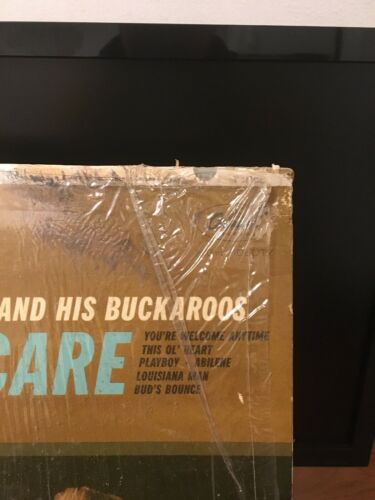 AND HIS BUCKAROOS
CARE
YOU'RE WELCOME ANYTIME
THIS OL' HEART
PLAYBOY - ABILENE
LOUISIANA MAN
BUD'S BOUNCE